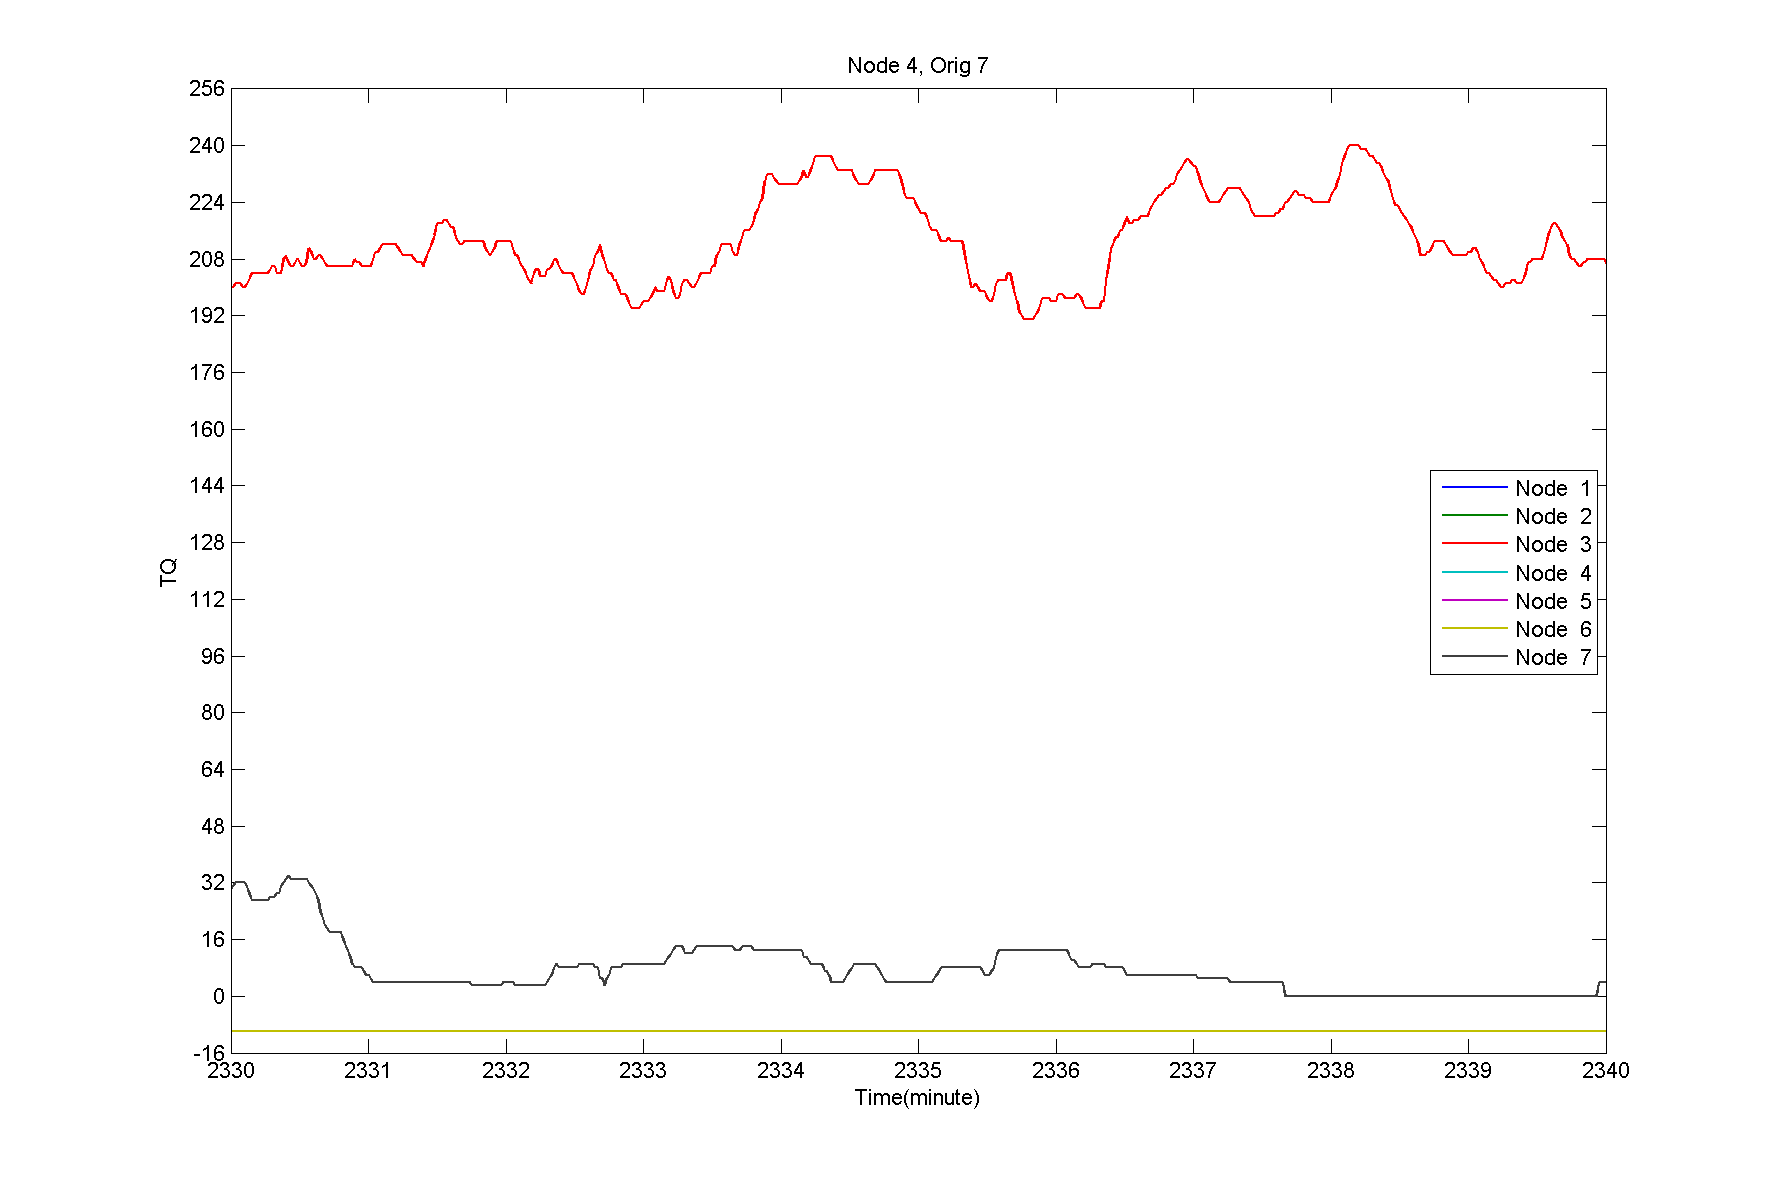 Node 4, Orig 7
256
240
224
208
192
176
160
144
128
112
96
80
64
48
32
16
0
-16
TQ
Node 1
Node 2
Node 3
Node 4
Node 5
Node 6
Node 7
2330 2331 2332 2333 2334 2335 2336 2337 2338 2339 2340
Time(minute)